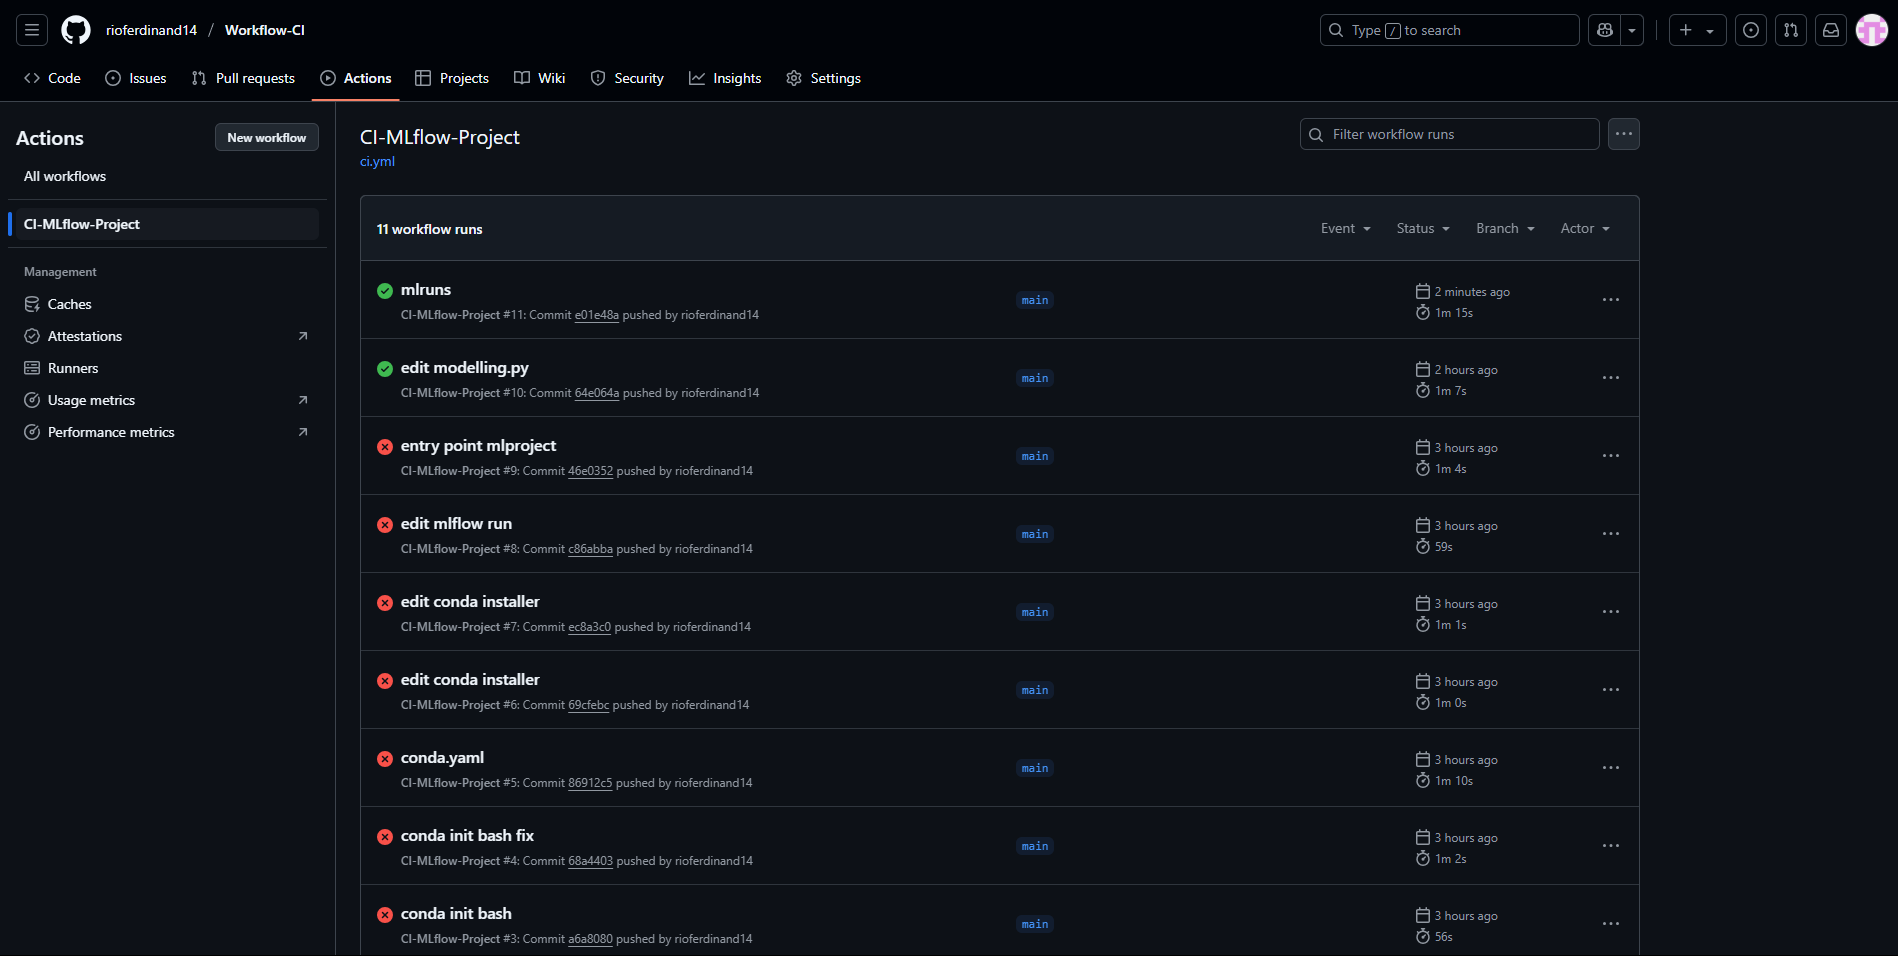 rioferdinand14 / Workflow-CI
Type / to search
Code
Issues
Pull requests
Actions
Projects
Wiki
Security
Insights
Settings
Actions
New workflow
All workflows
CI-MLflow-Project
Management
Caches
Attestations
Runners
Usage metrics
Performance metrics
CI-MLflow-Project
ci.yml
Filter workflow runs
11 workflow runs
Event
Status
Branch
Actor
mlruns
CI-MLflow-Project #11: Commit e01e48a pushed by rioferdinand14
main
2 minutes ago
1m 15s
edit modelling.py
CI-MLflow-Project #10: Commit 64e064a pushed by rioferdinand14
main
2 hours ago
1m 7s
entry point mlproject
CI-MLflow-Project #9: Commit 46e0352 pushed by rioferdinand14
main
3 hours ago
1m 4s
edit mlflow run
CI-MLflow-Project #8: Commit c86abba pushed by rioferdinand14
main
3 hours ago
59s
edit conda installer
CI-MLflow-Project #7: Commit ec8a3c0 pushed by rioferdinand14
main
3 hours ago
1m 1s
edit conda installer
CI-MLflow-Project #6: Commit 69cfebc pushed by rioferdinand14
main
3 hours ago
1m 0s
conda.yaml
CI-MLflow-Project #5: Commit 86912c5 pushed by rioferdinand14
main
3 hours ago
1m 10s
conda init bash fix
CI-MLflow-Project #4: Commit 68a4403 pushed by rioferdinand14
main
3 hours ago
1m 2s
conda init bash
CI-MLflow-Project #3: Commit a6a8080 pushed by rioferdinand14
main
3 hours ago
56s